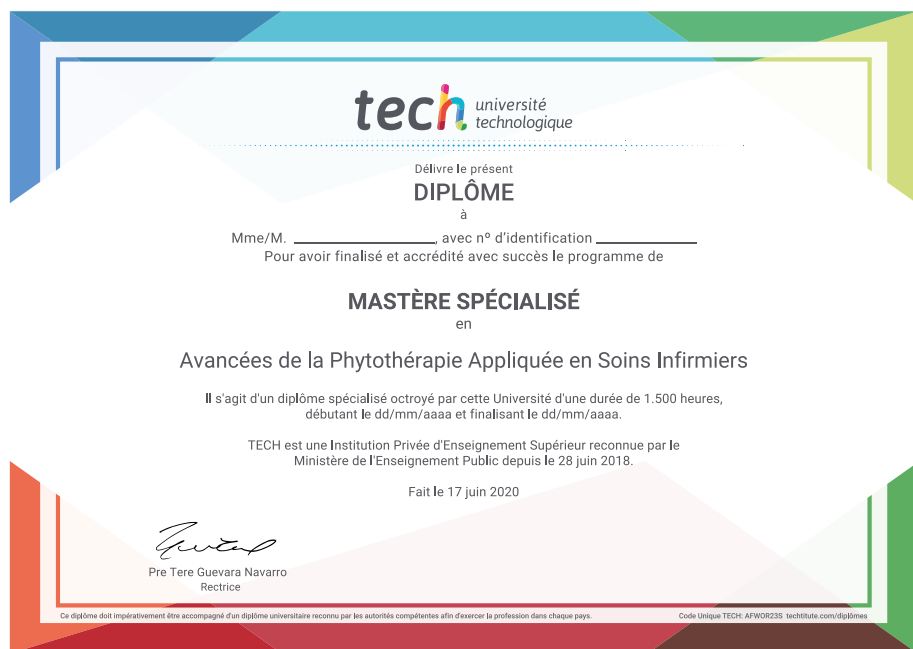 tech université
technologique
Délivre le présent
DIPLÔME
à
Mme/M. ____________________, avec nº d'identification ______________
Pour avoir finalisé et accrédité avec succès le programme de
MASTÈRE SPÉCIALISÉ
en
Avancées de la Phytothérapie Appliquée en Soins Infirmiers
Il s'agit d'un diplôme spécialisé octroyé par cette Université d'une durée de 1.500 heures,
débutant le dd/mm/aaaa et finalisant le dd/mm/aaaa.
TECH est une Institution Privée d'Enseignement Supérieur reconnue par le
Ministère de l'Enseignement Public depuis le 28 juin 2018.
Fait le 17 juin 2020
Pre Tere Guevara Navarro
Rectrice
Ce diplôme doit impérativement être accompagné d'un diplôme universitaire reconnu par les autorités compétentes afin d'exercer la profession dans chaque pays.
Code Unique TECH: AFWOR23S techtitute.com/diplômes